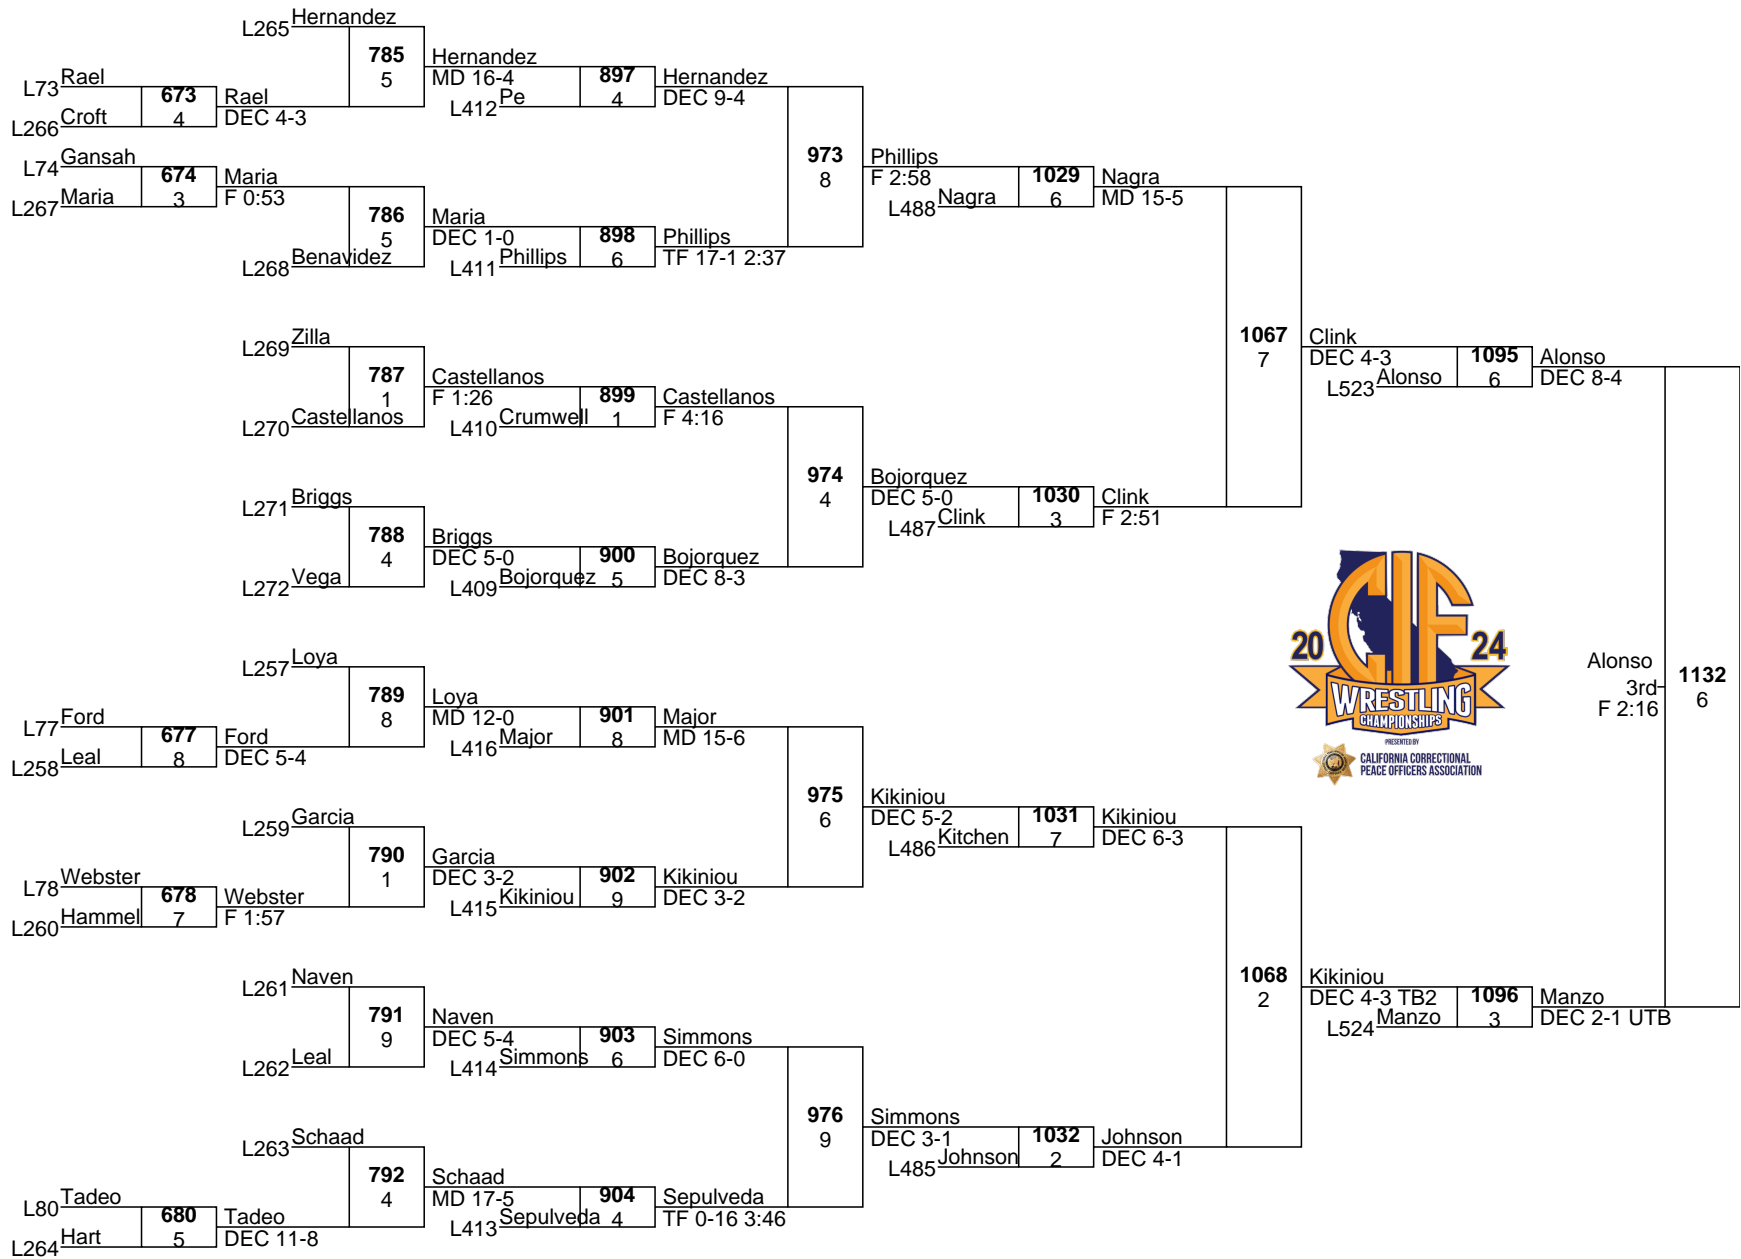 L265 Hernandez
785
5
Hernandez
MD 16-4
L73 Rael
673
4
L266 Croft
Rael
DEC 4-3
L412 Pe
897
4
Hernandez
DEC 9-4
L74 Gansah
674
3
L267 Maria
Maria
F 0:53
786
5
L268 Benavidez
Maria
DEC 1-0
L411 Phillips
898
6
Phillips
TF 17-1 2:37
973
8
Phillips
F 2:58
L488 Nagra
1029
6
Nagra
MD 15-5
L269 Zilla
787
1
L270 Castellanos
Castellanos
F 1:26
L410 Crumwell
899
1
Castellanos
F 4:16
L271 Briggs
788
4
L272 Vega
Briggs
DEC 5-0
L409 Bojorquez
900
5
Bojorquez
DEC 8-3
974
4
Bojorquez
DEC 5-0
L487 Clink
1030
3
Clink
F 2:51
1067
7
Clink
DEC 4-3
L523 Alonso
1095
6
Alonso
DEC 8-4
L257 Loya
789
8
Loya
MD 12-0
L77 Ford
677
8
L258 Leal
Ford
DEC 5-4
L416 Major
901
8
Major
MD 15-6
L259 Garcia
790
1
Garcia
DEC 3-2
L78 Webster
678
7
L260 Hammel
Webster
F 1:57
L415 Kikiniou
902
9
Kikiniou
DEC 3-2
975
6
Kikiniou
DEC 5-2
L486 Kitchen
1031
7
Kikiniou
DEC 6-3
L261 Naven
791
9
L262 Leal
Naven
DEC 5-4
L414 Simmons
903
6
Simmons
DEC 6-0
L263 Schaad
792
4
Schaad
MD 17-5
L80 Tadeo
680
5
L264 Hart
Tadeo
DEC 11-8
L413 Sepulveda
904
4
Sepulveda
TF 0-16 3:46
976
9
Simmons
DEC 3-1
L485 Johnson
1032
2
Johnson
DEC 4-1
1068
2
Kikiniou
DEC 4-3 TB2
L524 Manzo
1096
3
Manzo
DEC 2-1 UTB
1132
6
Alonso
3rd
F 2:16
20 CIF 24
WRESTLING
CHAMPIONSHIPS
PRESENTED BY
CALIFORNIA CORRECTIONAL
PEACE OFFICERS ASSOCIATION